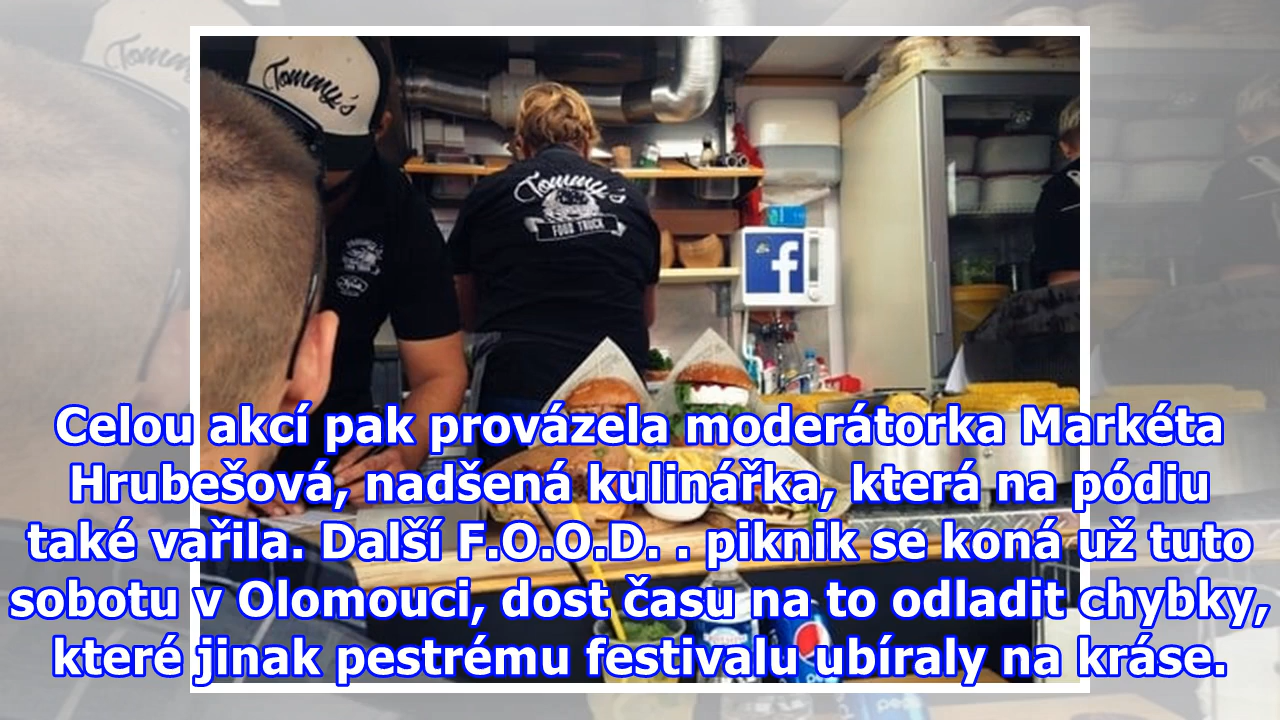 Tommy's
Tommy's
FOOD TRUCK
f
Celou akcí pak provázela moderátorka Markéta
Hrubešová, nadšená kulinářka, která na pódiu
také vařila. Další F.O.O.D. . piknik se koná už tuto
sobotu v Olomouci, dost času na to odladit chybky,
které jinak pestrému festivalu ubíraly na kráse.